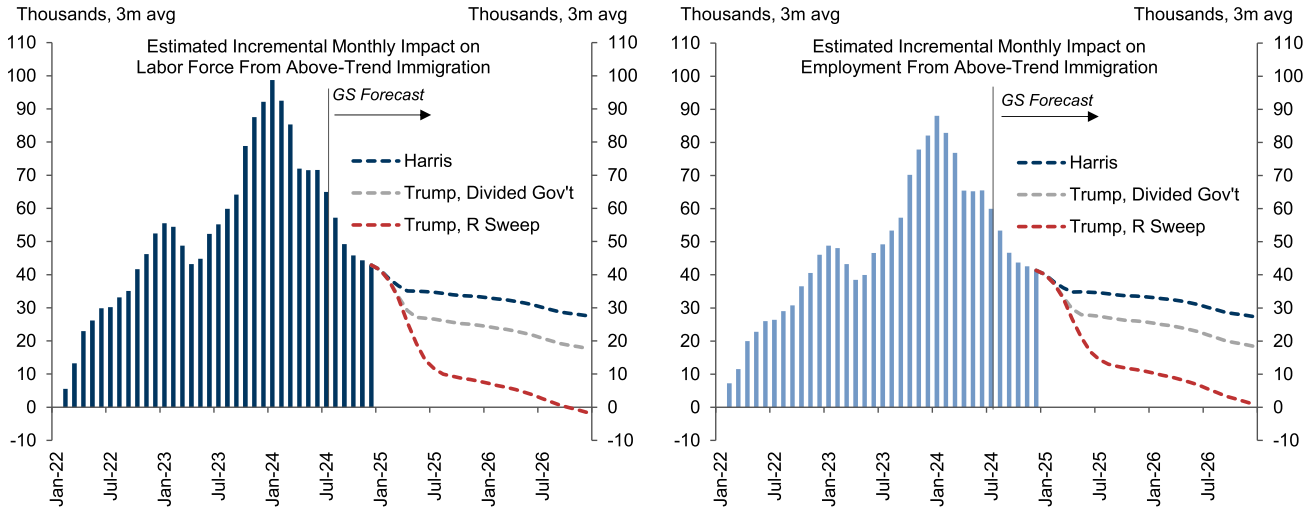 Thousands, 3m avg
Thousands, 3m avg
Estimated Incremental Monthly Impact on
Labor Force From Above-Trend Immigration
GS Forecast
Harris
Trump, Divided Gov't
Trump, R Sweep
110
100
90
80
70
60
50
40
30
20
10
0
-10
110
100
90
80
70
60
50
40
30
20
10
0
-10
Jan-22
Jul-22
Jan-23
Jul-23
Jan-24
Jul-24
Jan-25
Jul-25
Jan-26
Jul-26
Thousands, 3m avg
Thousands, 3m avg
Estimated Incremental Monthly Impact on
Employment From Above-Trend Immigration
GS Forecast
Harris
Trump, Divided Gov't
Trump, R Sweep
110
100
90
80
70
60
50
40
30
20
10
0
-10
110
100
90
80
70
60
50
40
30
20
10
0
-10
Jan-22
Jul-22
Jan-23
Jul-23
Jan-24
Jul-24
Jan-25
Jul-25
Jan-26
Jul-26